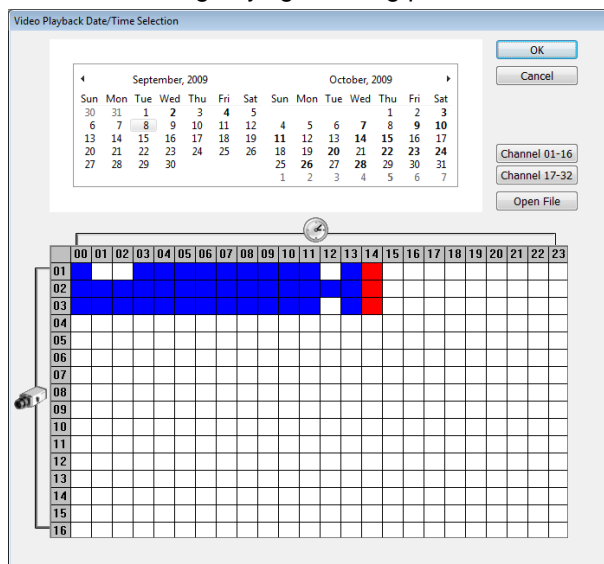 Video Playback Date/Time Selection
OK
Cancel
September, 2009 October, 2009
Sun Mon Tue Wed Thu Fri Sat Sun Mon Tue Wed Thu Fri Sat
30 31 1 2 3 4 5 1 2 3
6 7 8 9 10 11 12 4 5 6 7 8 9 10
13 14 15 16 17 18 19 11 12 13 14 15 16 17
20 21 22 23 24 25 26 18 19 20 21 22 23 24
27 28 29 30 25 26 27 28 29 30 31
1 2 3 4 5 6 7
Channel 01-16
Channel 17-32
Open File
00 01 02 03 04 05 06 07 08 09 10 11 12 13 14 15 16 17 18 19 20 21 22 23
01
02
03
04
05
06
07
08
09
10
11
12
13
14
15
16